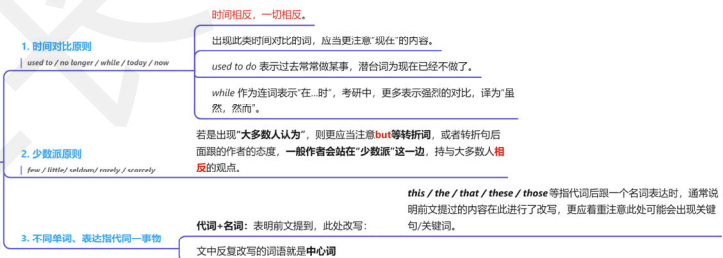 时间相反，一切相反。
1. 时间对比原则
used to / no longer / while / today / now
出现此类时间对比的词，应当更注意"现在"的内容。
used to do 表示过去常常做某事，潜台词为现在已经不做了。
while 作为连词表示"在...时"，考研中，更多表示强烈的对比，译为"虽
然，然而"。
2. 少数派原则
few / little/ seldom/ rarely / scarcely
若是出现"大多数人认为"，则更应当注意but等转折词，或者转折句后
面跟的作者的态度，一般作者会站在"少数派"这一边，持与大多数人相
反的观点。
3. 不同单词、表达指代同一事物
代词+名词：表明前文提到，此处改写：
this / the / that / these / those等指代词后跟一个名词表达时，通常说
明前文提过的内容在此进行了改写，更应着重注意此处可能会出现关键
句/关键词。
文中反复改写的词语就是中心词